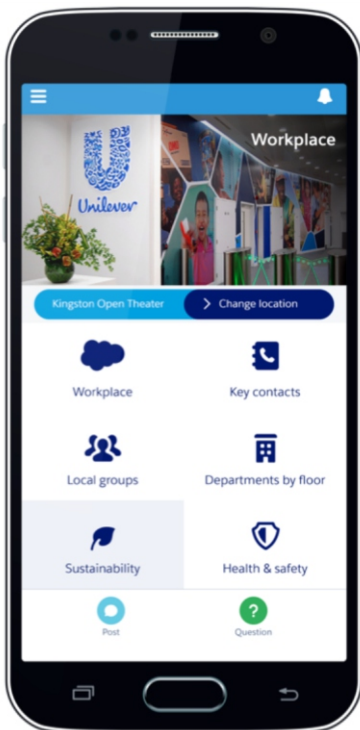 Workplace
Unilever
Kingston Open Theater
Change location
Workplace
Key contacts
Local groups
Departments by floor
Sustainability
Health & safety
Post
?
Question